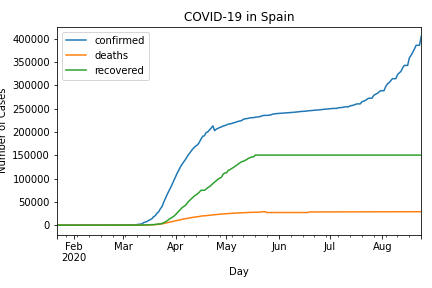 COVID-19 in Spain
confirmed
deaths
recovered
400000
350000
300000
250000
200000
150000
100000
50000
0
Number of Cases
Feb
2020
Mar
Apr
May
Jun
Jul
Aug
Day